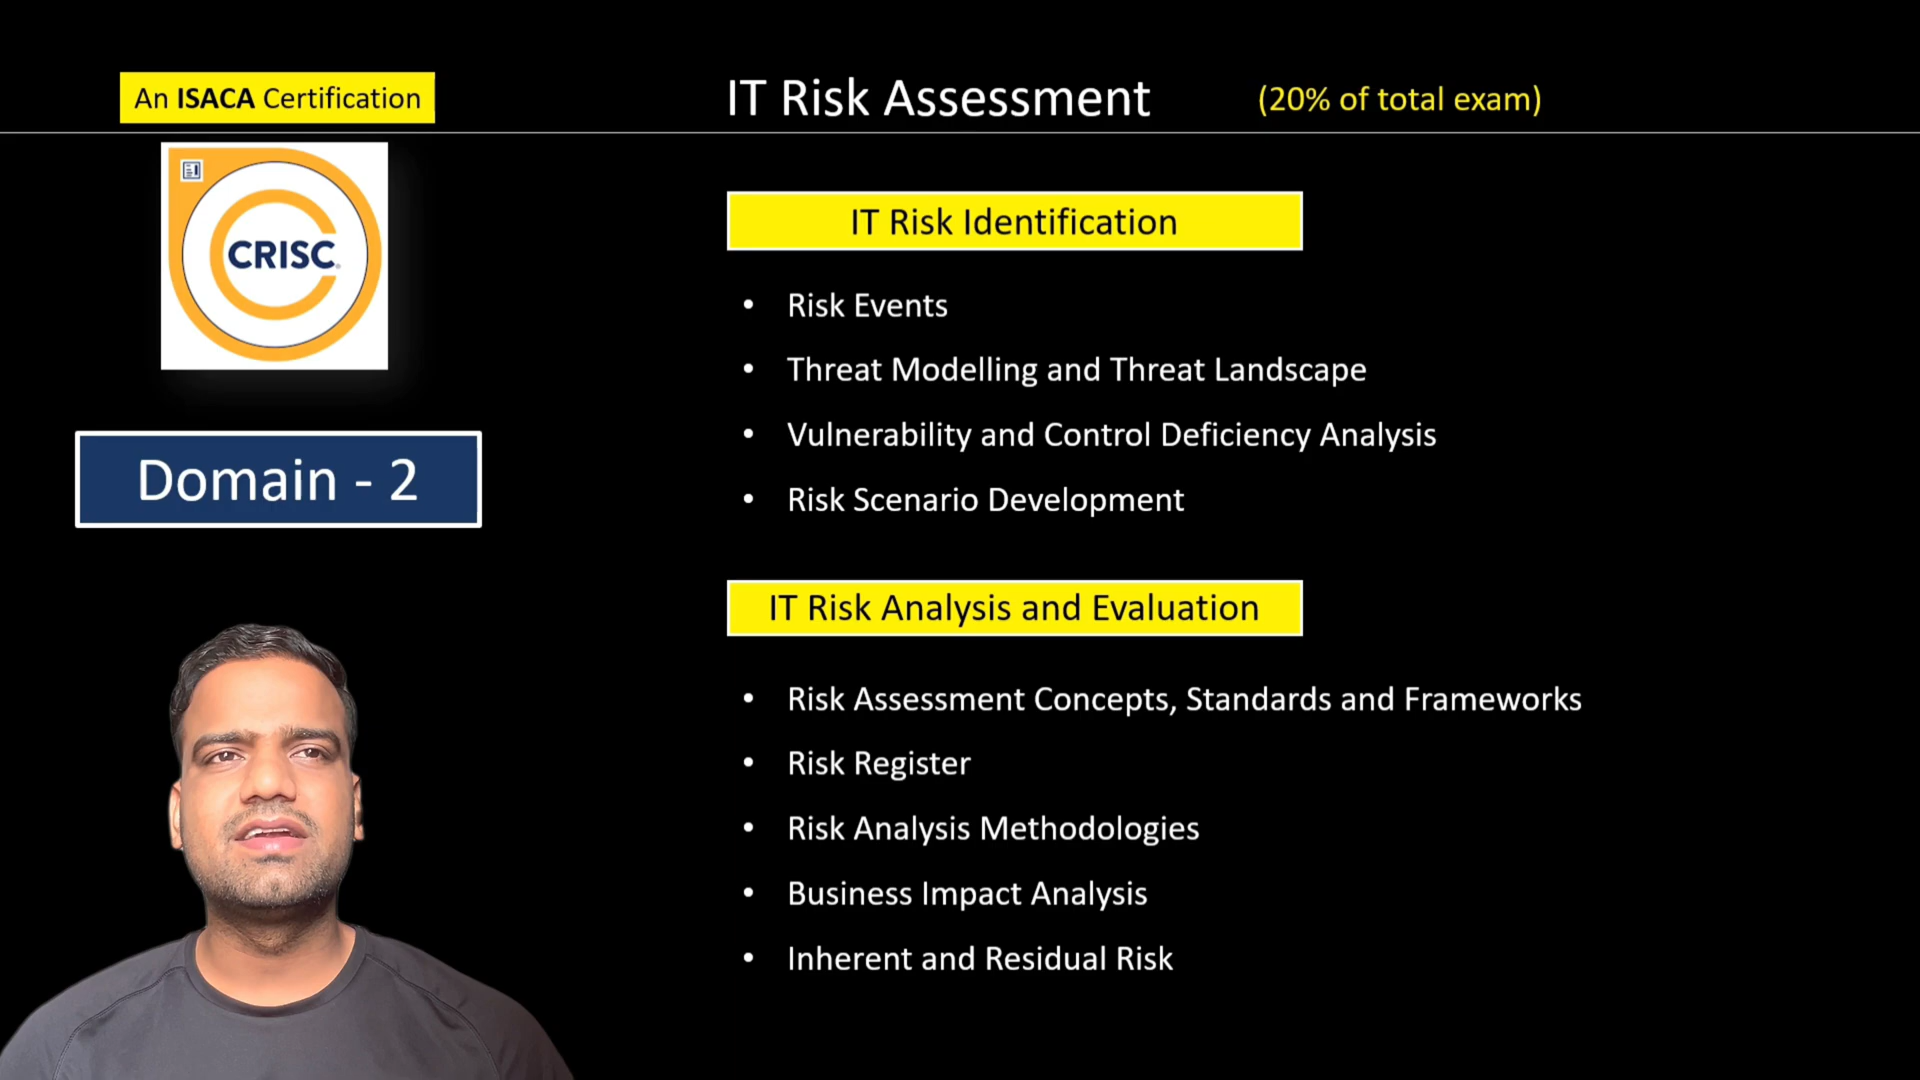 An ISACA Certification
IT Risk Assessment
(20% of total exam)
CRISC
Domain - 2
IT Risk Identification
• Risk Events
• Threat Modelling and Threat Landscape
• Vulnerability and Control Deficiency Analysis
• Risk Scenario Development
IT Risk Analysis and Evaluation
• Risk Assessment Concepts, Standards and Frameworks
• Risk Register
• Risk Analysis Methodologies
• Business Impact Analysis
• Inherent and Residual Risk